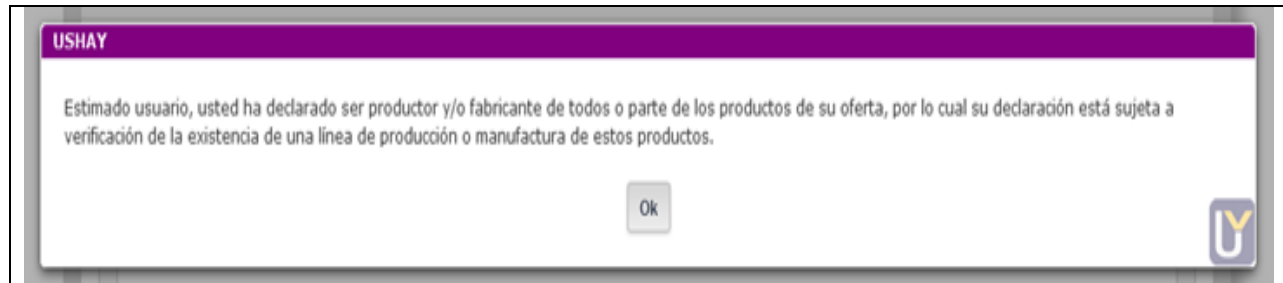 USHAY
Estimado usuario, usted ha declarado ser productor y/o fabricante de todos o parte de los productos de su oferta, por lo cual su declaración está sujeta a
verificación de la existencia de una línea de producción o manufactura de estos productos.
Ok
UY